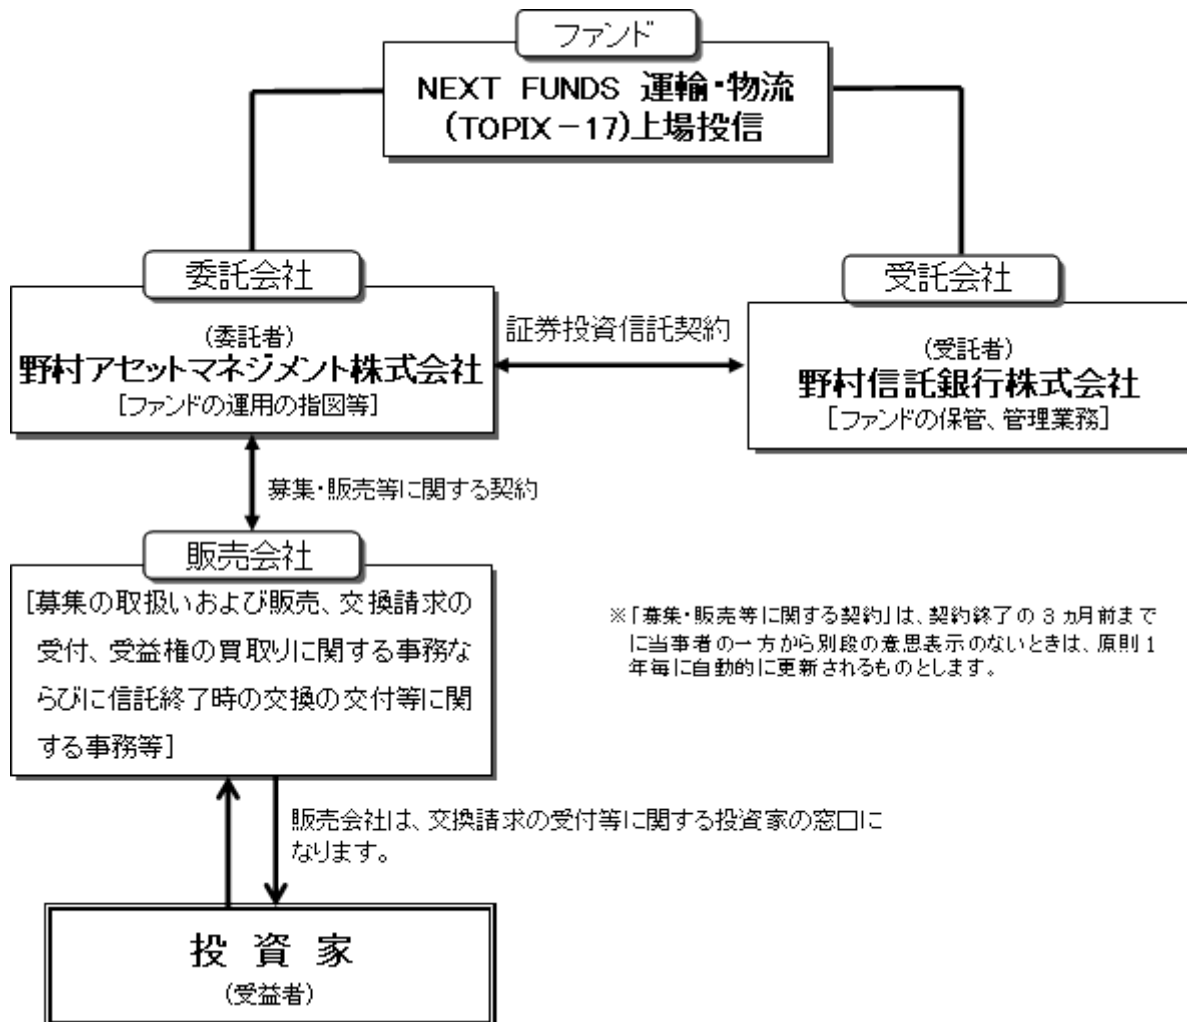 ファンド
NEXT FUNDS 運輸・物流
(TOPIX－17)上場投信
委託会社
(委託者)
野村アセットマネジメント株式会社
[ファンドの運用の指図等]
証券投資信託契約
受託会社
(受託者)
野村信託銀行株式会社
[ファンドの保管、管理業務]
募集・販売等に関する契約
販売会社
[募集の取扱いおよび販売、交換請求の
受付、受益権の買取りに関する事務な
らびに信託終了時の交換の交付等に関
する事務等]
※「募集・販売等に関する契約」は、契約終了の 3 ヵ月前まで
に当事者の一方から別段の意思表示のないときは、原則 1
年毎に自動的に更新されるものとします。
販売会社は、交換請求の受付等に関する投資家の窓口に
なります。
投 資 家
(受益者)